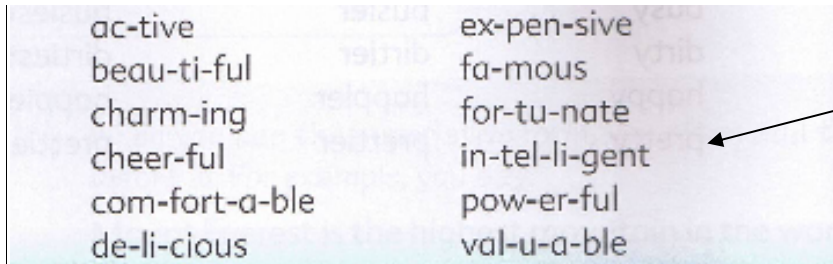 ac-tive
beau-ti-ful
charm-ing
cheer-ful
com-fort-a-ble
de-li-cious
ex-pen-sive
fa-mous
for-tu-nate
in-tel-li-gent
pow-er-ful
val-u-a-ble